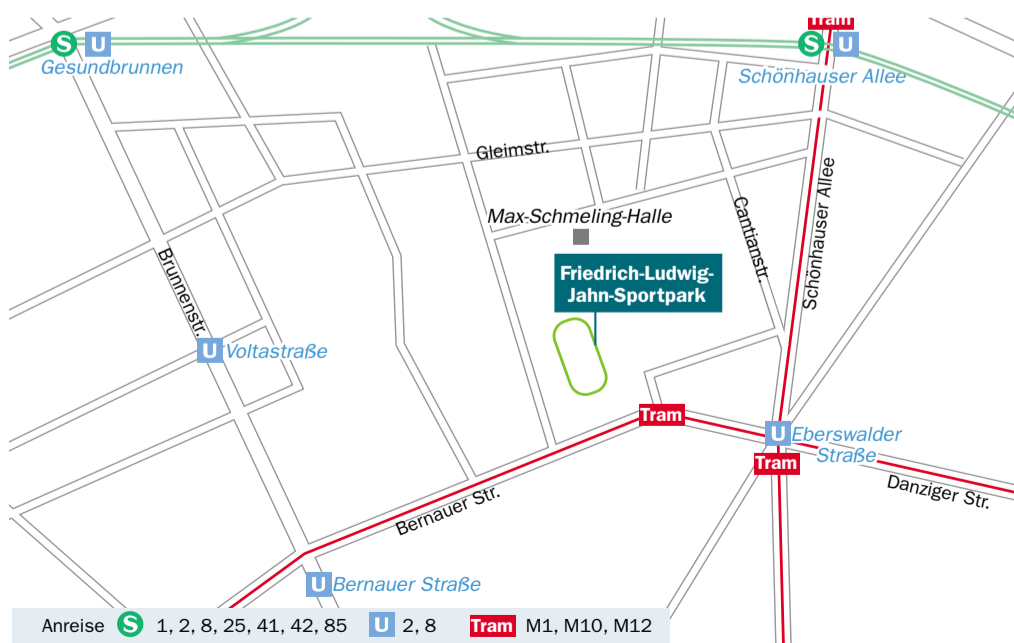 Tram
S U
Gesundbrunnen
S U
Schönhauser Allee
Gleimstr.
Max-Schmeling-Halle
Cantianstr.
Schönhauser Allee
Friedrich-Ludwig-
Jahn-Sportpark
Brunnenstr.
U Voltastraße
Tram
U Eberswalder
Straße
Tram
Danziger Str.
Bernauer Str.
U Bernauer Straße
Anreise S 1, 2, 8, 25, 41, 42, 85 U 2, 8 Tram M1, M10, M12